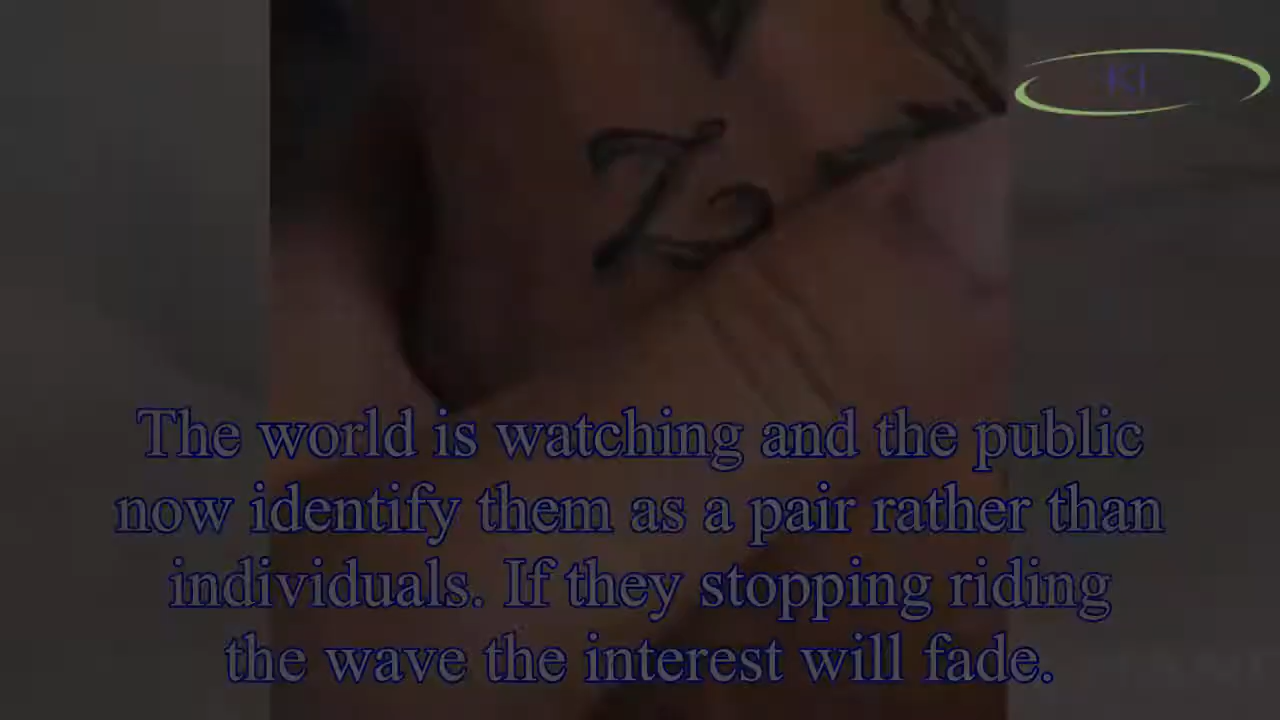 KI
The world is watching and the public
now identify them as a pair rather than
individuals. If they stopping riding
the wave the interest will fade.